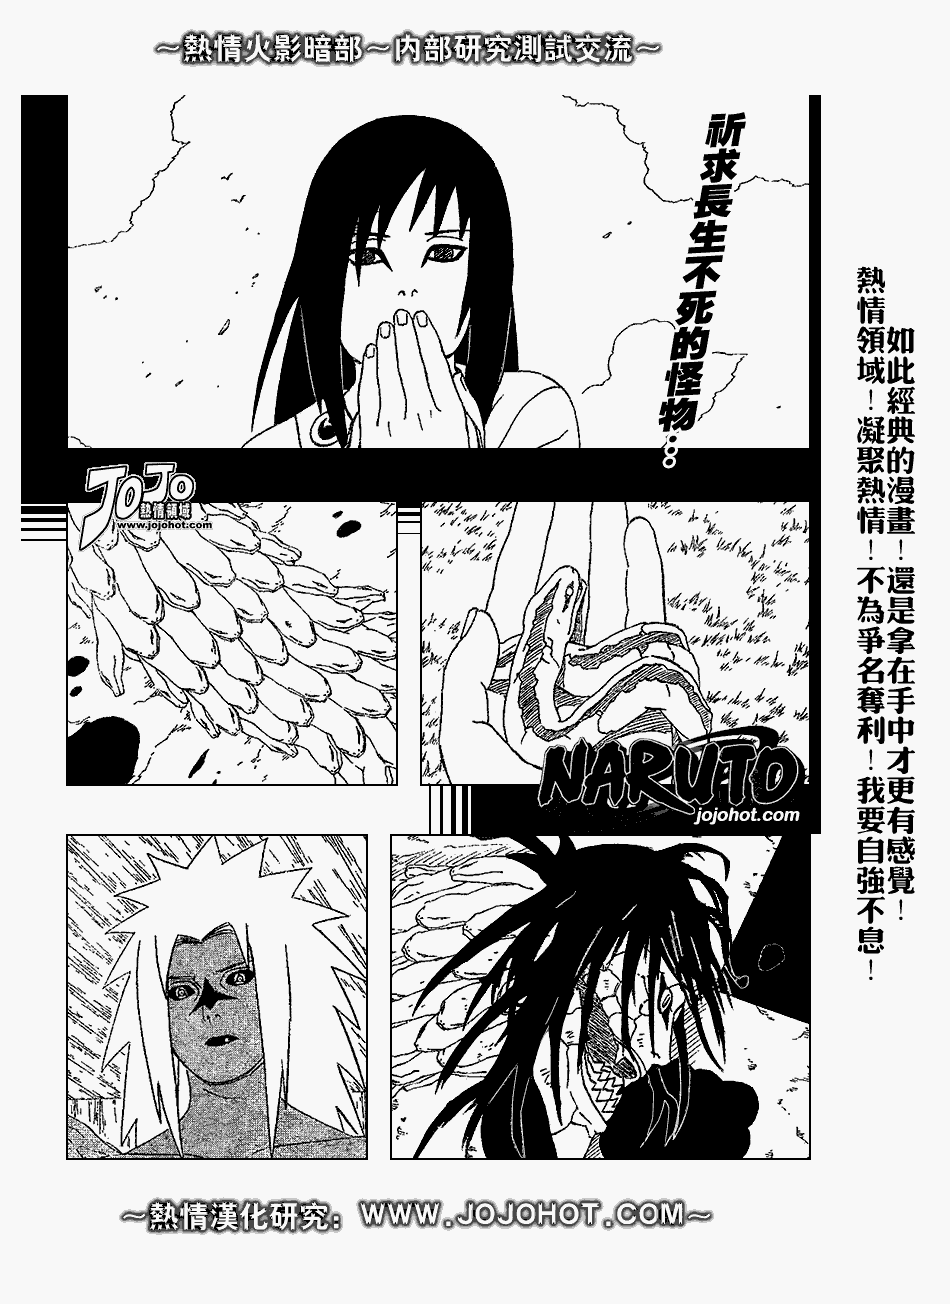 ～熱情火影暗部～内部研究測試交流～
祈求長生不死的怪物…
如此經典的漫畫！還是拿在手中才更有感覺！
熱情領域！凝聚熱情！不為爭名奪利！我要自強不息！
JOJO
熱情領域
www.jojohot.com
NARUTO
jojohot.com
～熱情漢化研究：WWW.JOJOHOT.COM～